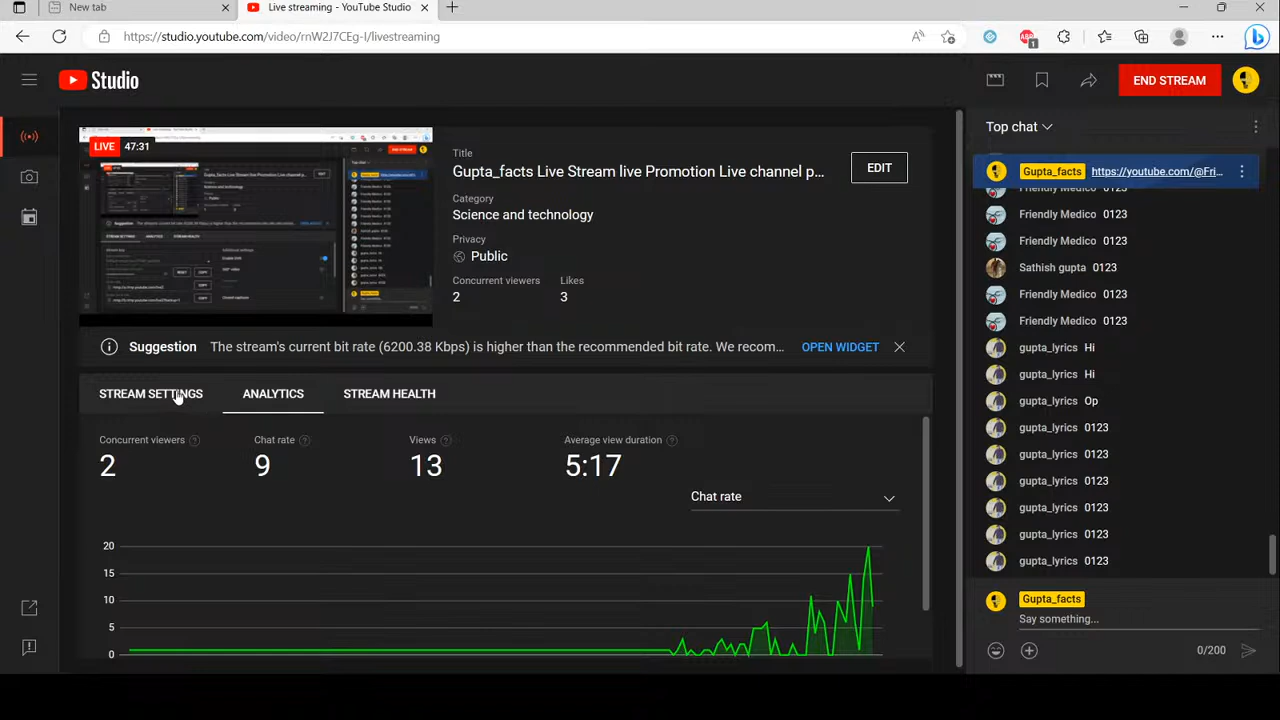 New tab
Live streaming - YouTube Studio
https://studio.youtube.com/video/rnW2J7CEg-I/livestreaming
Studio
END STREAM
LIVE 47:31
Title
Gupta_facts Live Stream live Promotion Live channel p...
EDIT
Category
Science and technology
Privacy
Public
Concurrent viewers Likes
2 3
Suggestion The stream's current bit rate (6200.38 Kbps) is higher than the recommended bit rate. We recom... OPEN WIDGET
STREAM SETTINGS ANALYTICS STREAM HEALTH
Concurrent viewers Chat rate Views Average view duration
2 9 13 5:17
Chat rate
20
15
10
5
0
Top chat
Gupta_facts https://youtube.com/@Fri...
Friendly Medico 0123
Friendly Medico 0123
Friendly Medico 0123
Sathish gupta 0123
Friendly Medico 0123
Friendly Medico 0123
gupta_lyrics Hi
gupta_lyrics Hi
gupta_lyrics Op
gupta_lyrics 0123
gupta_lyrics 0123
gupta_lyrics 0123
gupta_lyrics 0123
gupta_lyrics 0123
gupta_lyrics 0123
Gupta_facts
Say something...
0/200